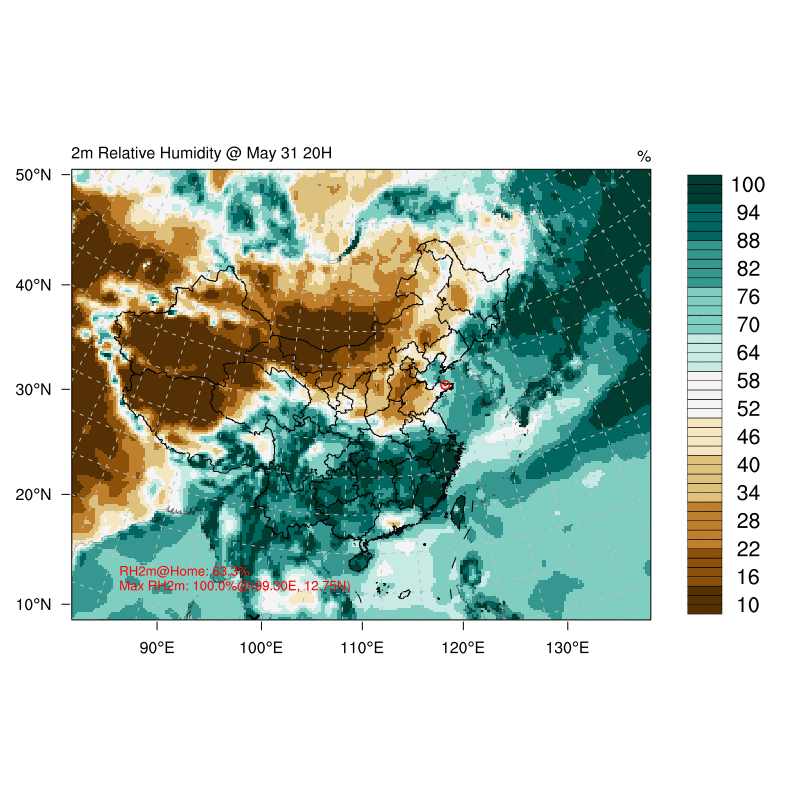 2m Relative Humidity @ May 31 20H
%
50°N
40°N
30°N
20°N
10°N
90°E
100°E
110°E
120°E
130°E
100
94
88
82
76
70
64
58
52
46
40
34
28
22
16
10
RH2m@Home: 63.3%
Max RH2m: 100.0%@(99.30E, 12.75N)